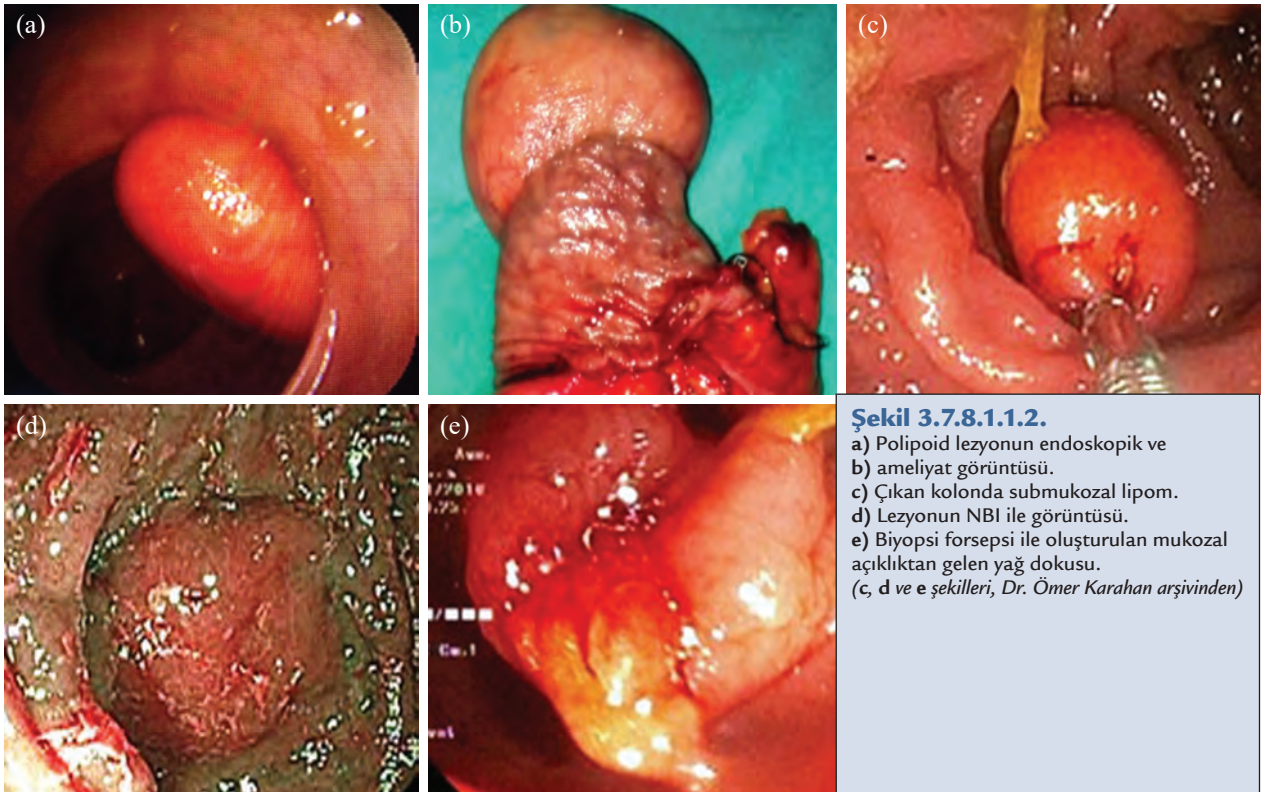 (a)
(b)
(c)
(d)
(e)
Şekil 3.7.8.1.1.2.
a) Polipoid lezyonun endoskopik ve
b) ameliyat görüntüsü.
c) Çıkan kolonda submukozal lipom.
d) Lezyonun NBI ile görüntüsü.
e) Biyopsi forsepsi ile oluşturulan mukozal
açıklıktan gelen yağ dokusu.
(c, d ve e şekilleri, Dr. Ömer Karahan arşivinden)